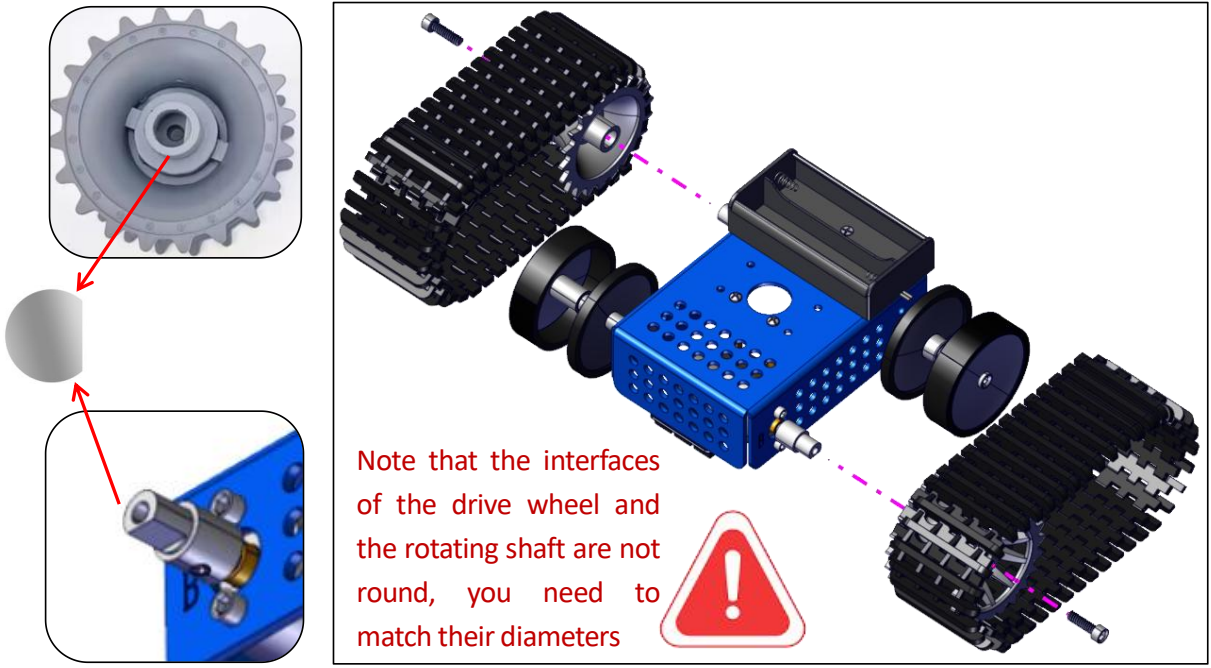 Note that the interfaces
of the drive wheel and
the rotating shaft are not
round, you need to
match their diameters